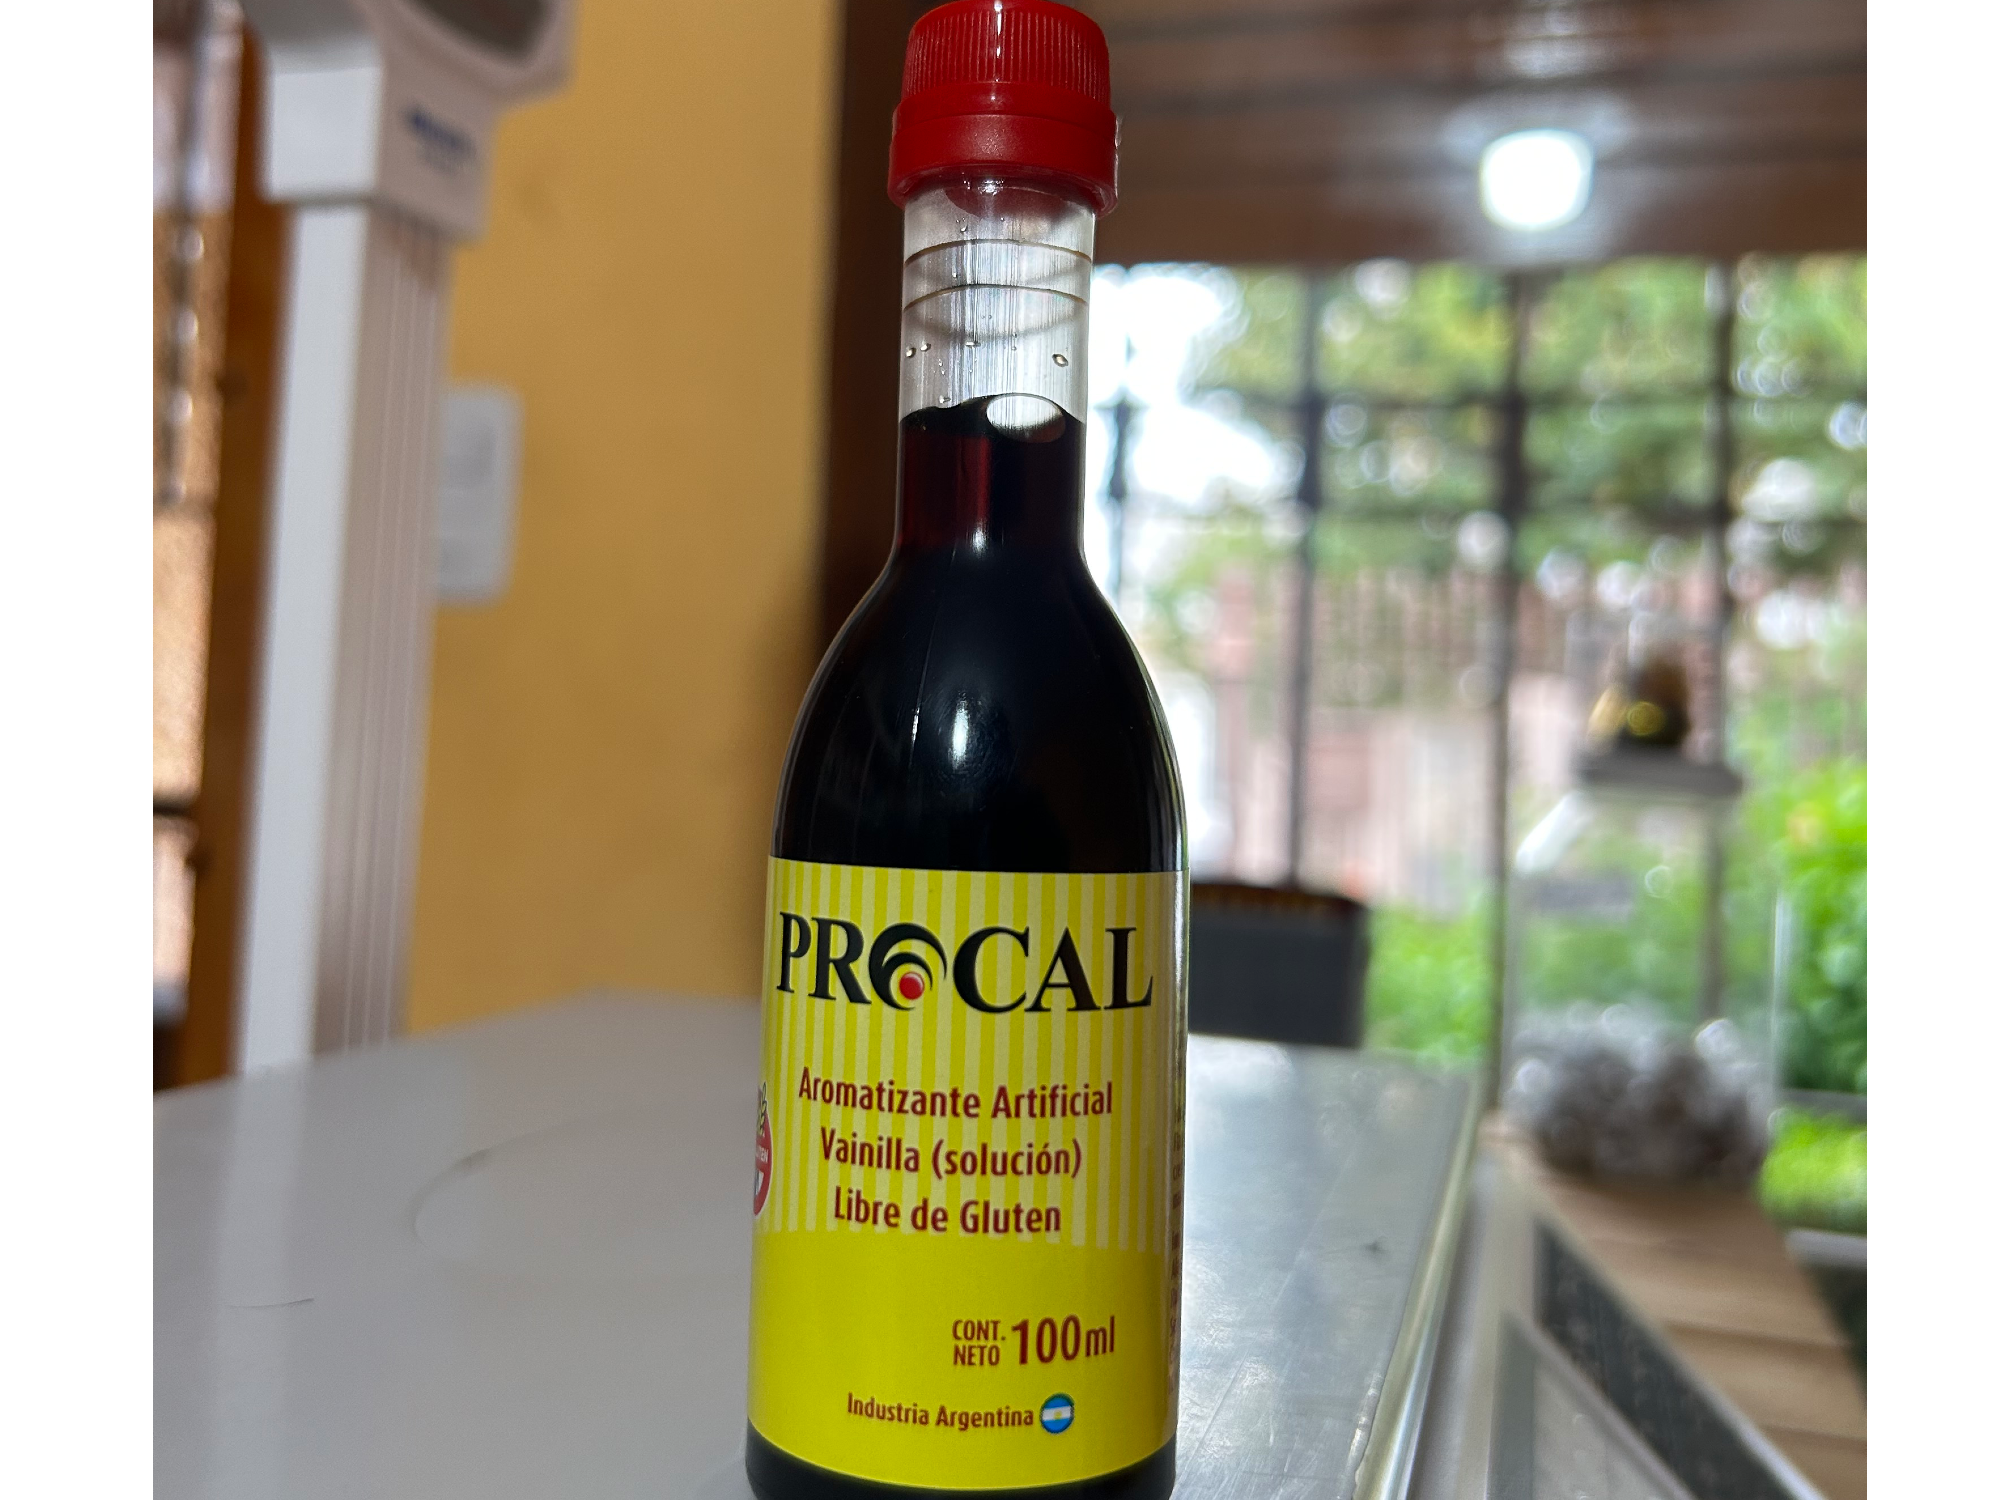 PROCAL
Aromatizante Artificial
Vainilla (solución)
Libre de Gluten
CONT.
NETO 100ml
Industria Argentina